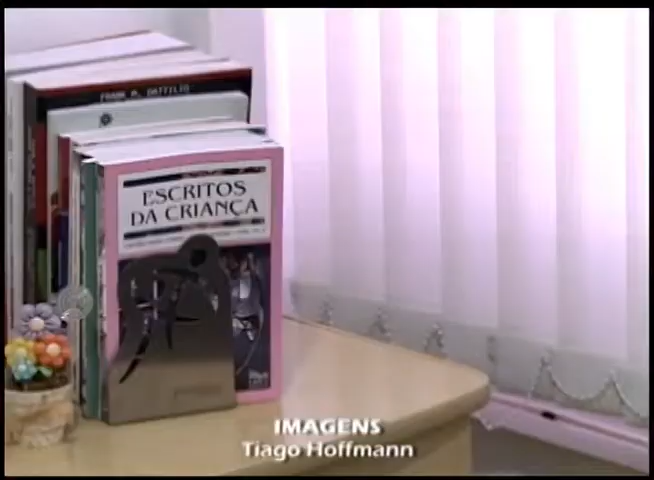 FRANK M. DATTILIO
ESCRITOS
DA CRIANÇA
IMAGENS
Tiago Hoffmann